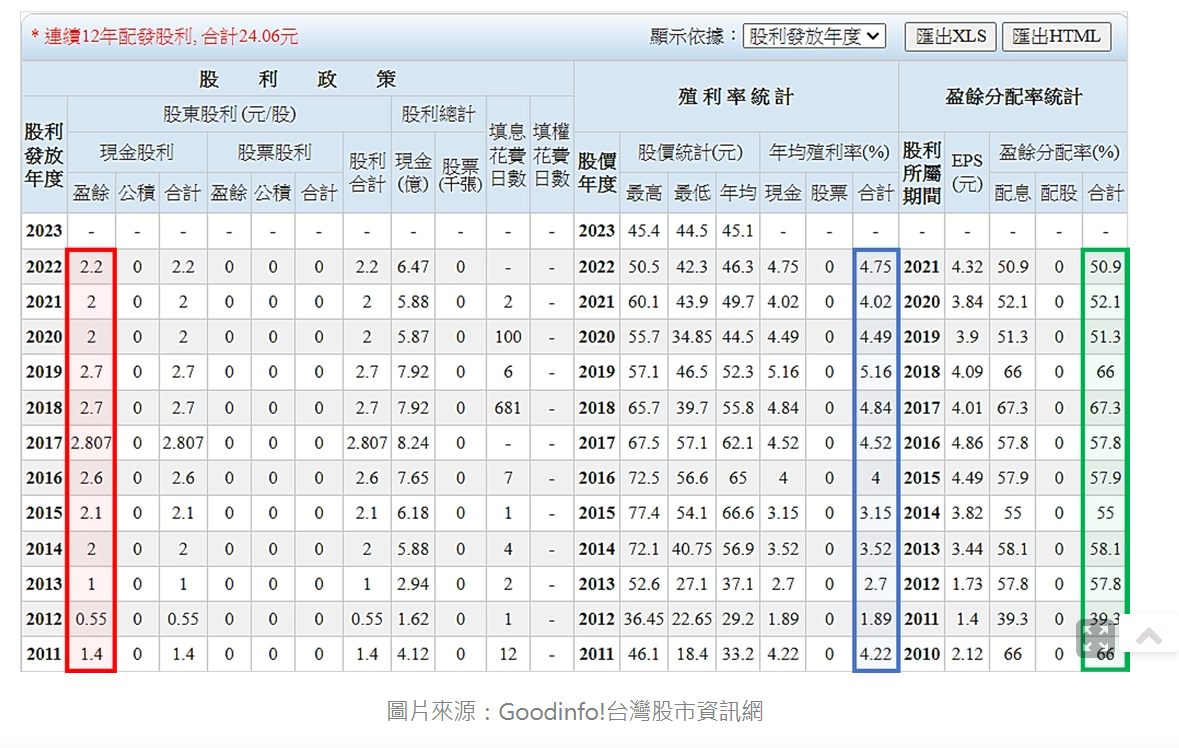 * 連續12年配發股利, 合計24.06元 顯示依據：股利發放年度 匯出XLS 匯出HTML
股 利 政 策 殖利率統計 盈餘分配率統計
股利發放年度 股東股利 (元/股) 股利總計 填息花費日數 填權花費日數 股價年度 股價統計(元) 年均殖利率(%) 股利所屬期間 EPS(元) 盈餘分配率(%)
現金股利 股票股利 股利合計 現金(億) 股票(千張)
盈餘 公積 合計 盈餘 公積 合計 最高 最低 年均 現金 股票 合計 配息 配股 合計
2023 - - - - - - - - - - - 2023 45.4 44.5 45.1 - - - - - - - -
2022 2.2 0 2.2 0 0 0 2.2 6.47 0 - - 2022 50.5 42.3 46.3 4.75 0 4.75 2021 4.32 50.9 0 50.9
2021 2 0 2 0 0 0 2 5.88 0 2 - 2021 60.1 43.9 49.7 4.02 0 4.02 2020 3.84 52.1 0 52.1
2020 2 0 2 0 0 0 2 5.87 0 100 - 2020 55.7 34.85 44.5 4.49 0 4.49 2019 3.9 51.3 0 51.3
2019 2.7 0 2.7 0 0 0 2.7 7.92 0 6 - 2019 57.1 46.5 52.3 5.16 0 5.16 2018 4.09 66 0 66
2018 2.7 0 2.7 0 0 0 2.7 7.92 0 681 - 2018 65.7 39.7 55.8 4.84 0 4.84 2017 4.01 67.3 0 67.3
2017 2.807 0 2.807 0 0 0 2.807 8.24 0 - - 2017 67.5 57.1 62.1 4.52 0 4.52 2016 4.86 57.8 0 57.8
2016 2.6 0 2.6 0 0 0 2.6 7.65 0 7 - 2016 72.5 56.6 65 4 0 4 2015 4.49 57.9 0 57.9
2015 2.1 0 2.1 0 0 0 2.1 6.18 0 1 - 2015 77.4 54.1 66.6 3.15 0 3.15 2014 3.82 55 0 55
2014 2 0 2 0 0 0 2 5.88 0 4 - 2014 72.1 40.75 56.9 3.52 0 3.52 2013 3.44 58.1 0 58.1
2013 1 0 1 0 0 0 1 2.94 0 2 - 2013 52.6 27.1 37.1 2.7 0 2.7 2012 1.73 57.8 0 57.8
2012 0.55 0 0.55 0 0 0 0.55 1.62 0 1 - 2012 36.45 22.65 29.2 1.89 0 1.89 2011 1.4 39.3 0 39.3
2011 1.4 0 1.4 0 0 0 1.4 4.12 0 12 - 2011 46.1 18.4 33.2 4.22 0 4.22 2010 2.12 66 0 66
圖片來源：Goodinfo!台灣股市資訊網